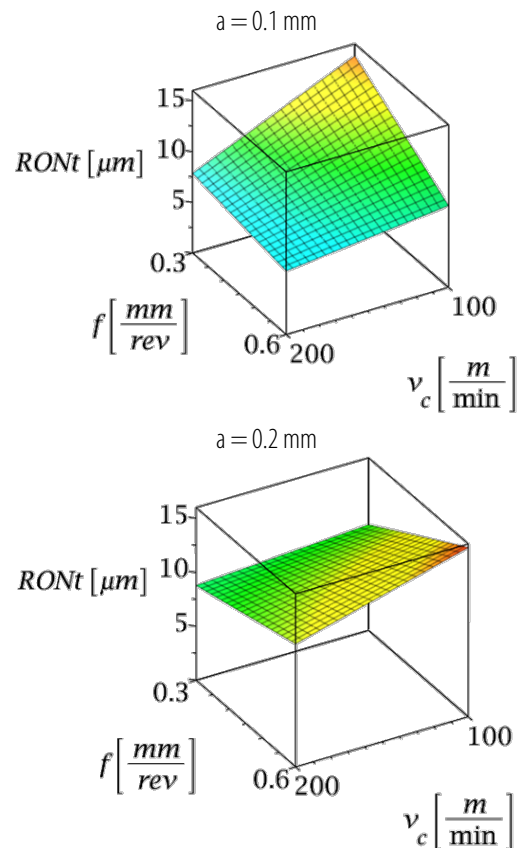 a = 0.1 mm
15
10
RONt [μm]
5
0.3
f [mm/rev]
0.6
200
100
v_c [m/min]
a = 0.2 mm
15
10
RONt [μm]
5
0.3
f [mm/rev]
0.6
200
100
v_c [m/min]